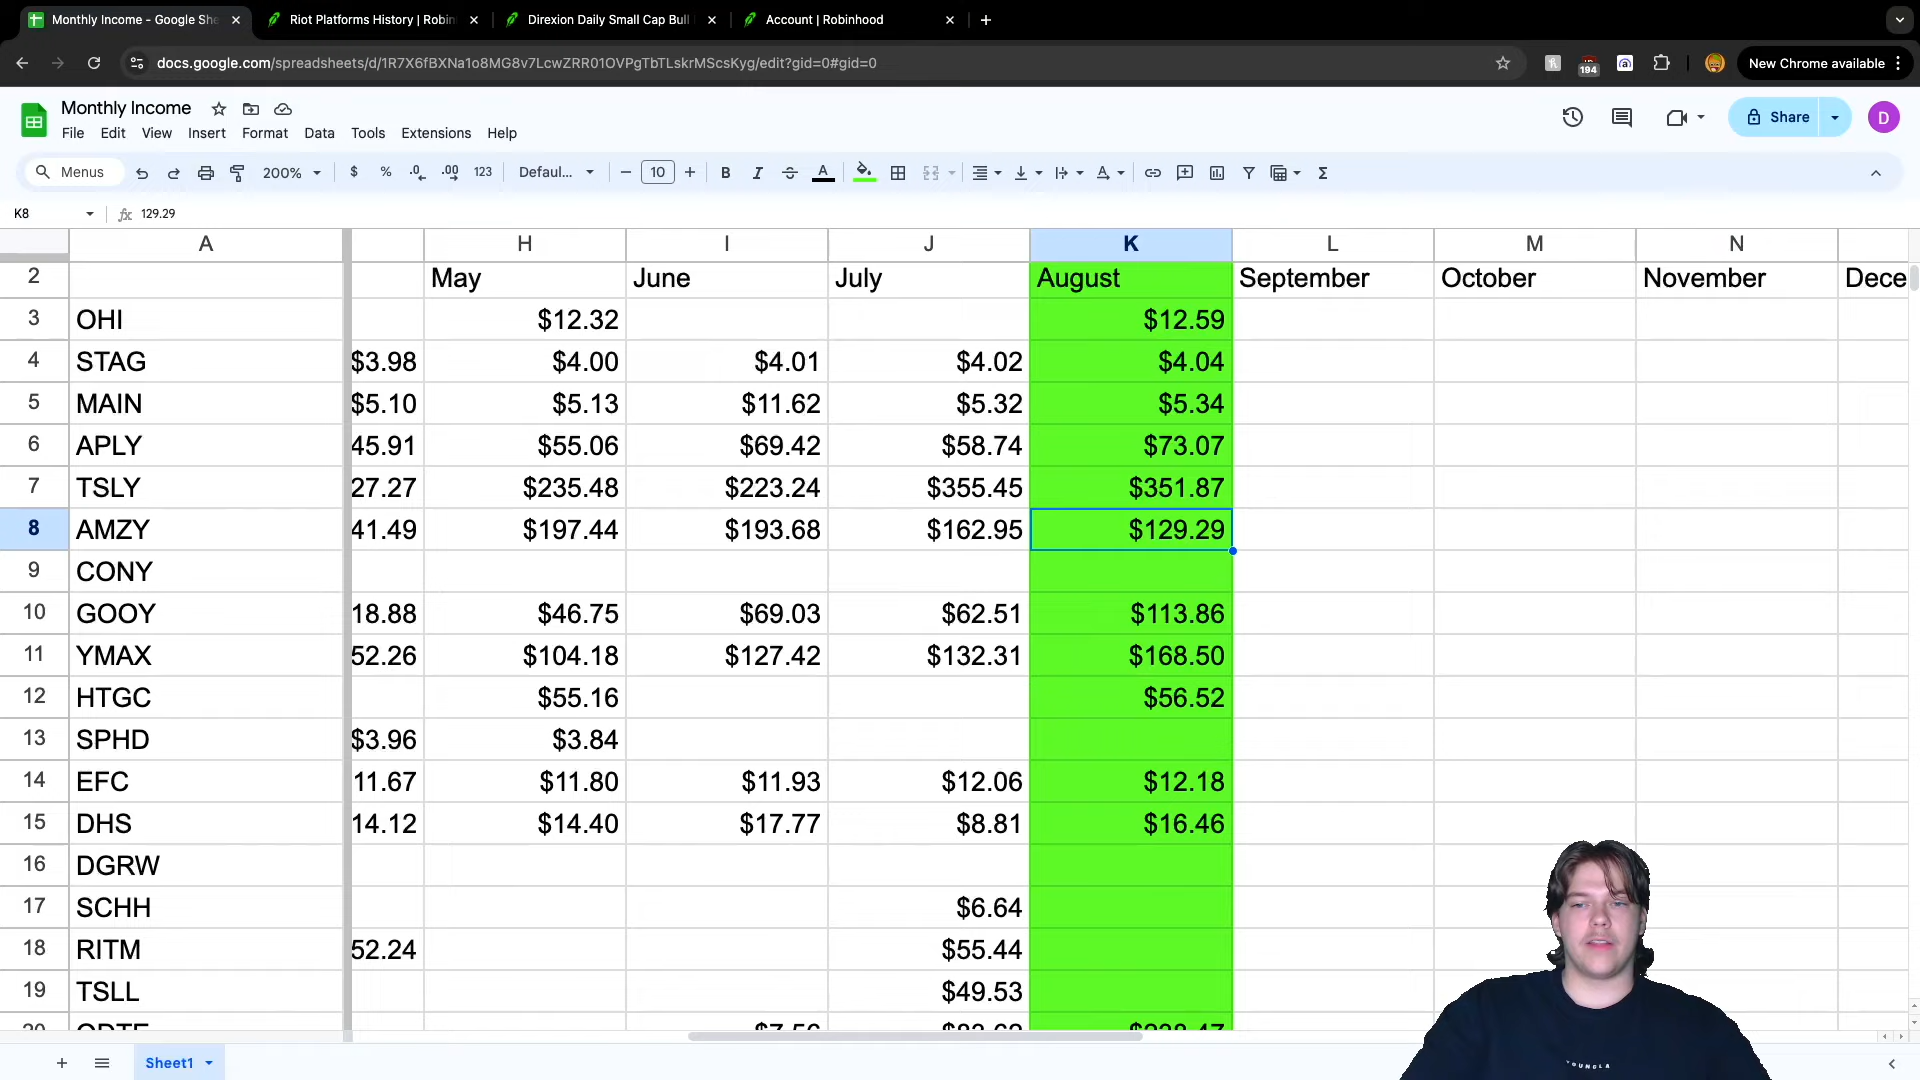 Monthly Income - Google She
Riot Platforms History | Robin
Direxion Daily Small Cap Bull
Account | Robinhood
docs.google.com/spreadsheets/d/1R7X6fBXNa1o8MG8v7LcwZRR01OVPgTbTLskrMScsKyg/edit?gid=0#gid=0
194
New Chrome available
Monthly Income
File Edit View Insert Format Data Tools Extensions Help
Share
D
Menus 200% $ % .0 .00 123 Defaul... 10 B I A Σ
K8 fx 129.29
A H I J K L M N
2 May June July August September October November Dece
3 OHI $12.32 $12.59
4 STAG $3.98 $4.00 $4.01 $4.02 $4.04
5 MAIN $5.10 $5.13 $11.62 $5.32 $5.34
6 APLY 45.91 $55.06 $69.42 $58.74 $73.07
7 TSLY 27.27 $235.48 $223.24 $355.45 $351.87
8 AMZY 41.49 $197.44 $193.68 $162.95 $129.29
9 CONY
10 GOOY 18.88 $46.75 $69.03 $62.51 $113.86
11 YMAX 52.26 $104.18 $127.42 $132.31 $168.50
12 HTGC $55.16 $56.52
13 SPHD $3.96 $3.84
14 EFC 11.67 $11.80 $11.93 $12.06 $12.18
15 DHS 14.12 $14.40 $17.77 $8.81 $16.46
16 DGRW
17 SCHH $6.64
18 RITM 52.24 $55.44
19 TSLL $49.53
Sheet1
YOUNGLA